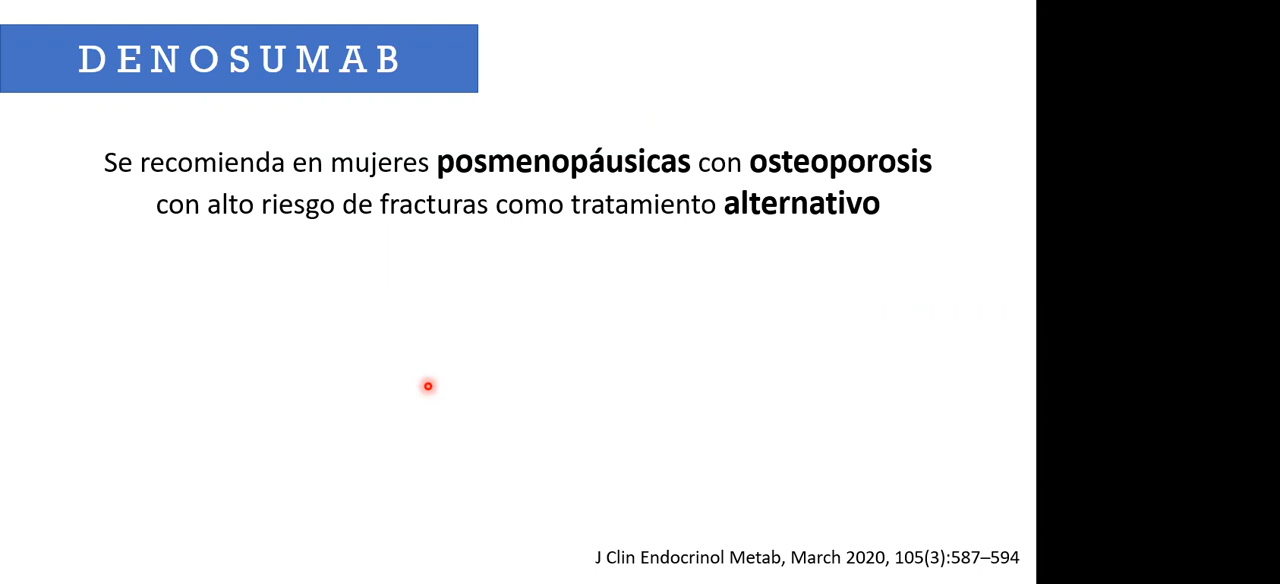 DENOSUMAB
Se recomienda en mujeres posmenopáusicas con osteoporosis
con alto riesgo de fracturas como tratamiento alternativo
J Clin Endocrinol Metab, March 2020, 105(3):587–594